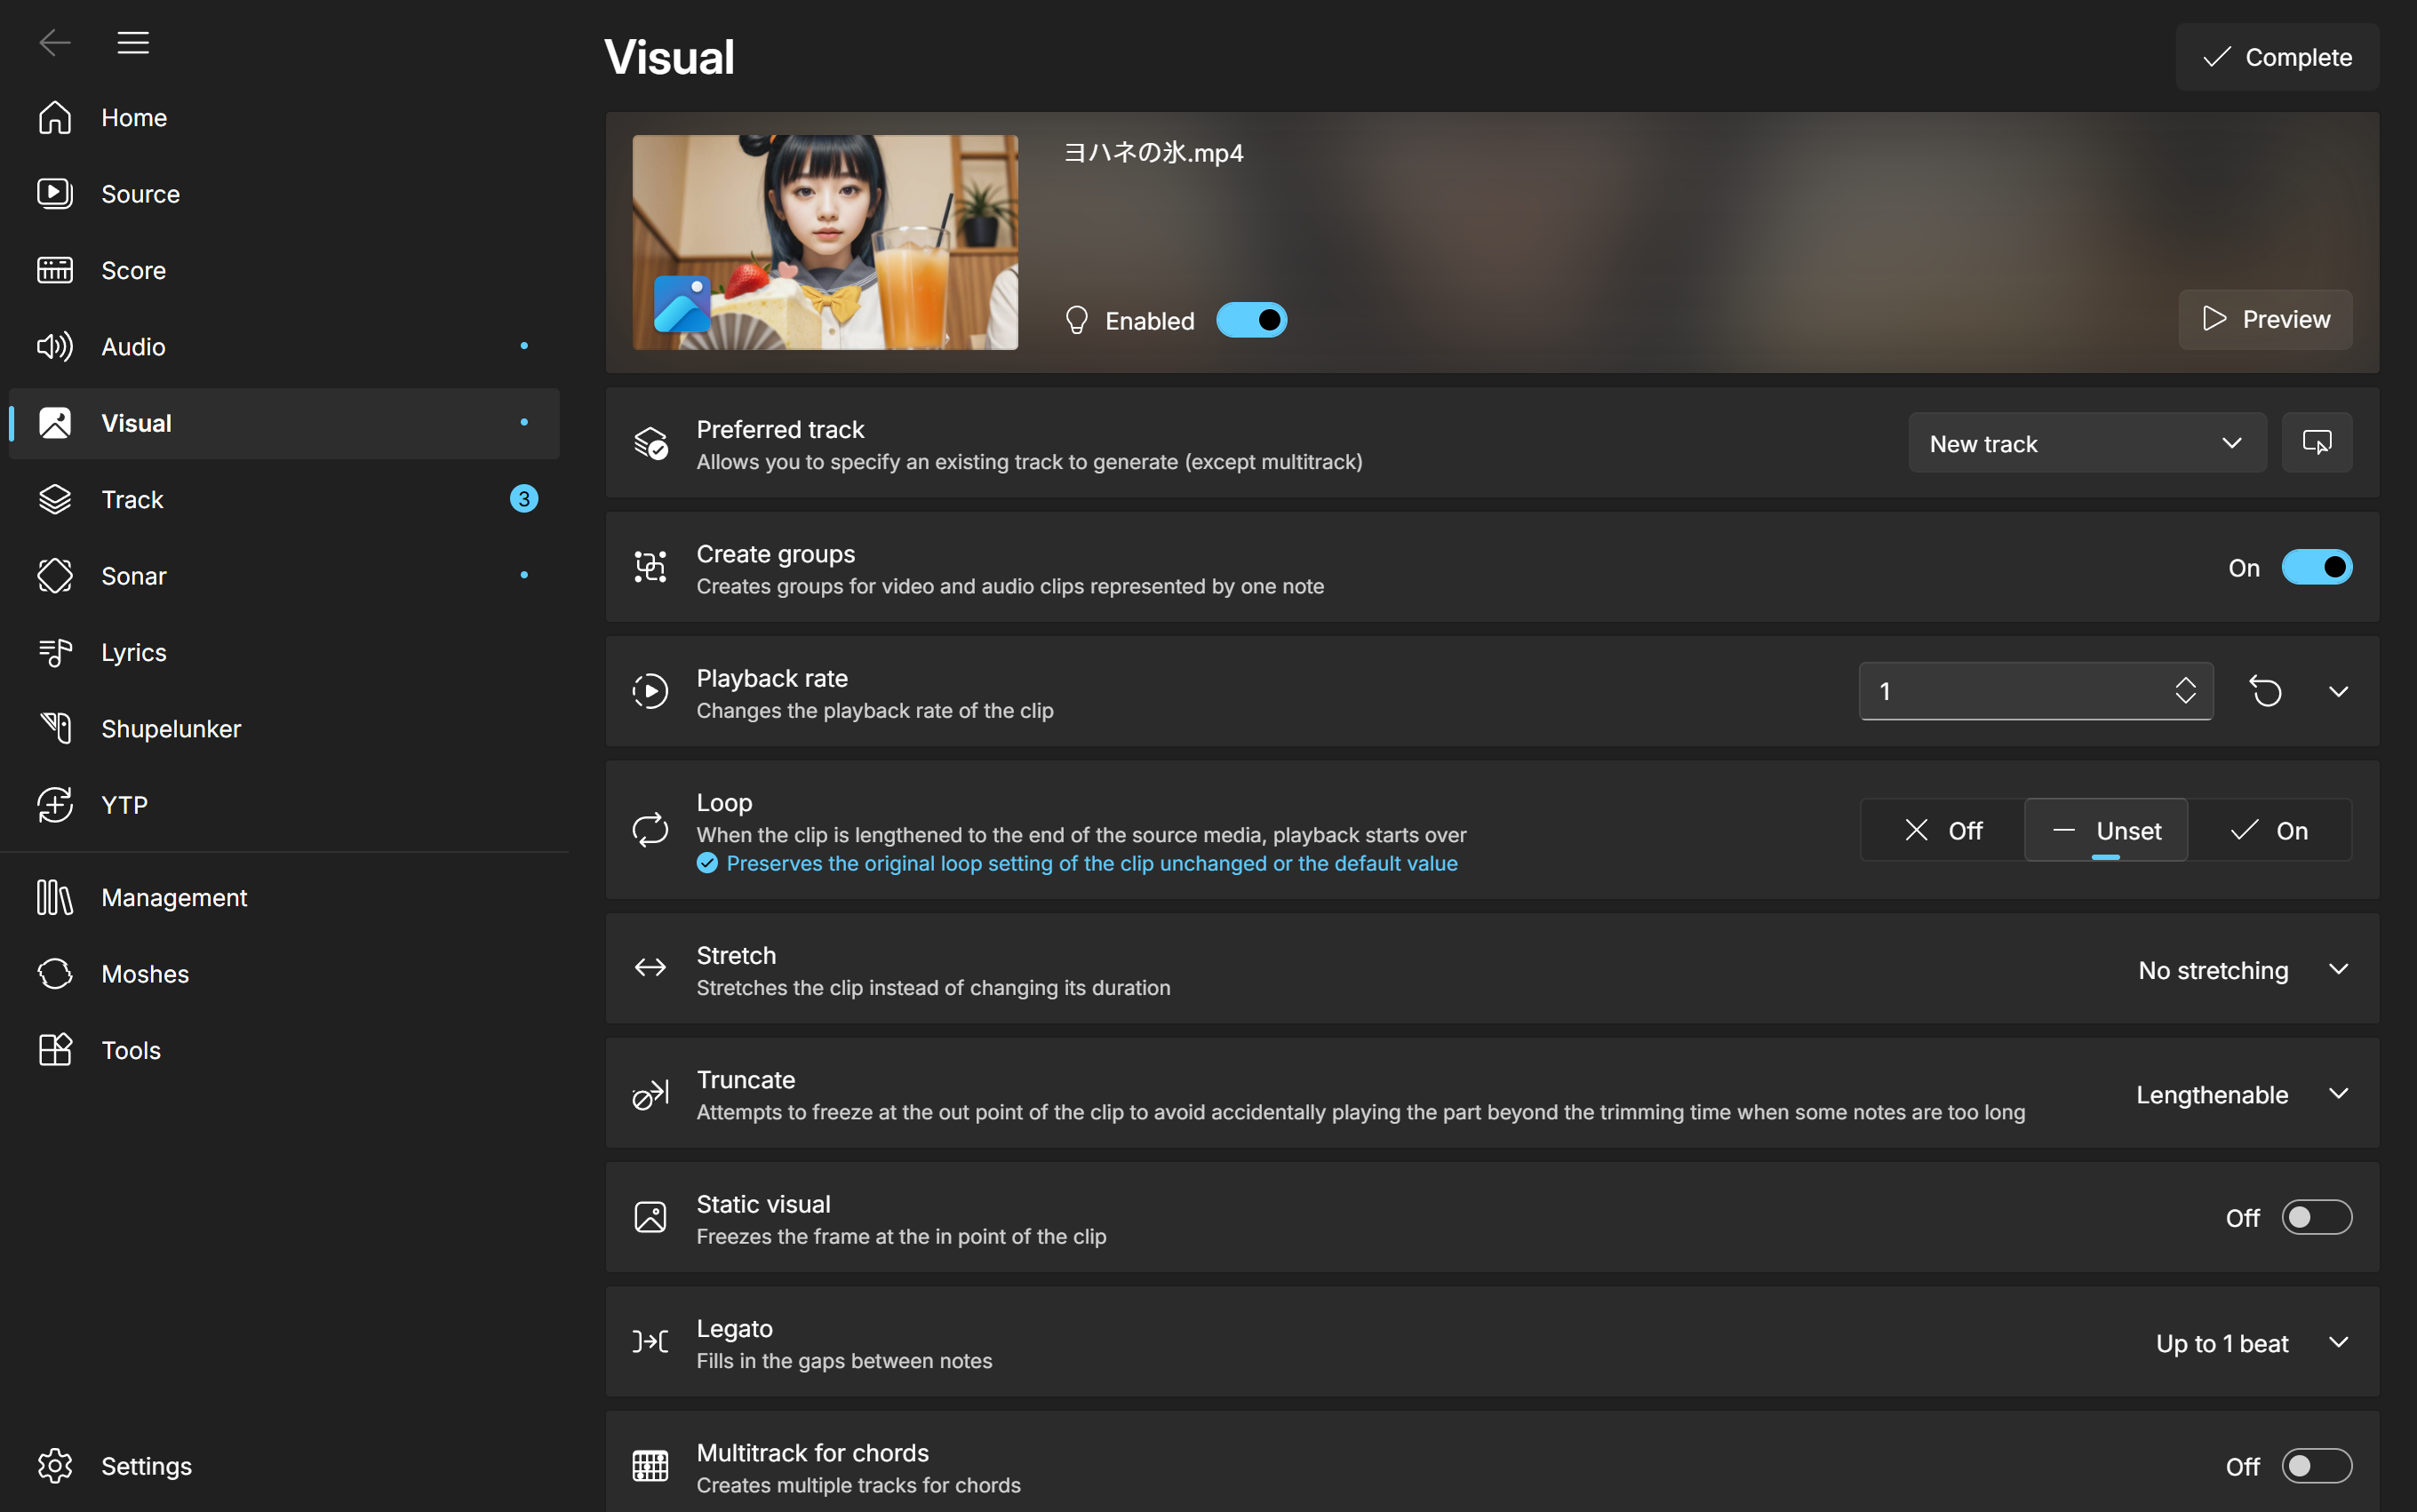 Home
Source
Score
Audio
Visual
Track
3
Sonar
Lyrics
Shupelunker
YTP
Management
Moshes
Tools
Settings
Visual
Complete
ヨハネの氷.mp4
Enabled
Preview
Preferred track
Allows you to specify an existing track to generate (except multitrack)
New track
Create groups
Creates groups for video and audio clips represented by one note
On
Playback rate
Changes the playback rate of the clip
1
Loop
When the clip is lengthened to the end of the source media, playback starts over
Preserves the original loop setting of the clip unchanged or the default value
Off
Unset
On
Stretch
Stretches the clip instead of changing its duration
No stretching
Truncate
Attempts to freeze at the out point of the clip to avoid accidentally playing the part beyond the trimming time when some notes are too long
Lengthenable
Static visual
Freezes the frame at the in point of the clip
Off
Legato
Fills in the gaps between notes
Up to 1 beat
Multitrack for chords
Creates multiple tracks for chords
Off